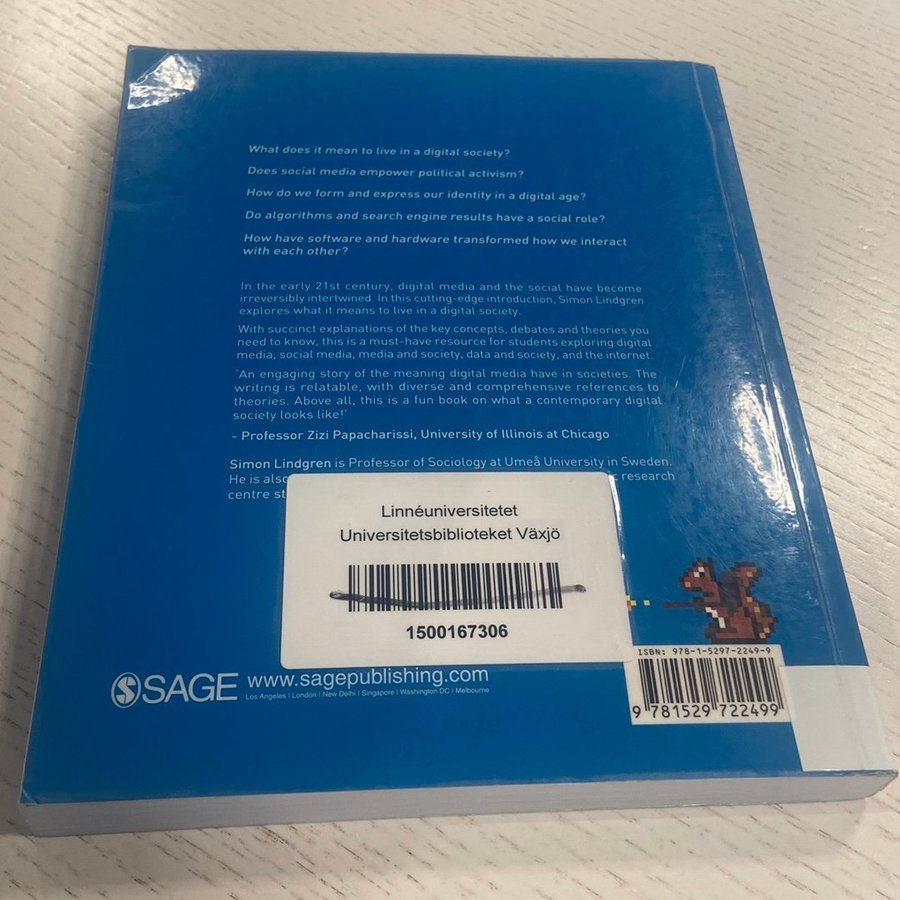 What does it mean to live in a digital society?
Does social media empower political activism?
How do we form and express our identity in a digital age?
Do algorithms and search engine results have a social role?
How have software and hardware transformed how we interact
with each other?
In the early 21st century, digital media and the social have become
irreversibly intertwined. In this cutting-edge introduction, Simon Lindgren
explores what it means to live in a digital society.
With succinct explanations of the key concepts, debates and theories you
need to know, this is a must-have resource for students exploring digital
media, social media, media and society, data and society, and the internet.
'An engaging story of the meaning digital media have in societies. The
writing is relatable, with diverse and comprehensive references to
theories. Above all, this is a fun book on what a contemporary digital
society looks like!'
- Professor Zizi Papacharissi, University of Illinois at Chicago
Simon Lindgren is Professor of Sociology at Umeå University in Sweden.
He is also research
centre
Linnéuniversitetet
Universitetsbiblioteket Växjö
1500167306
SAGE www.sagepublishing.com
Los Angeles | London | New Delhi | Singapore | Washington DC | Melbourne
ISBN: 978-1-5297-2249-9
9 781529 722499